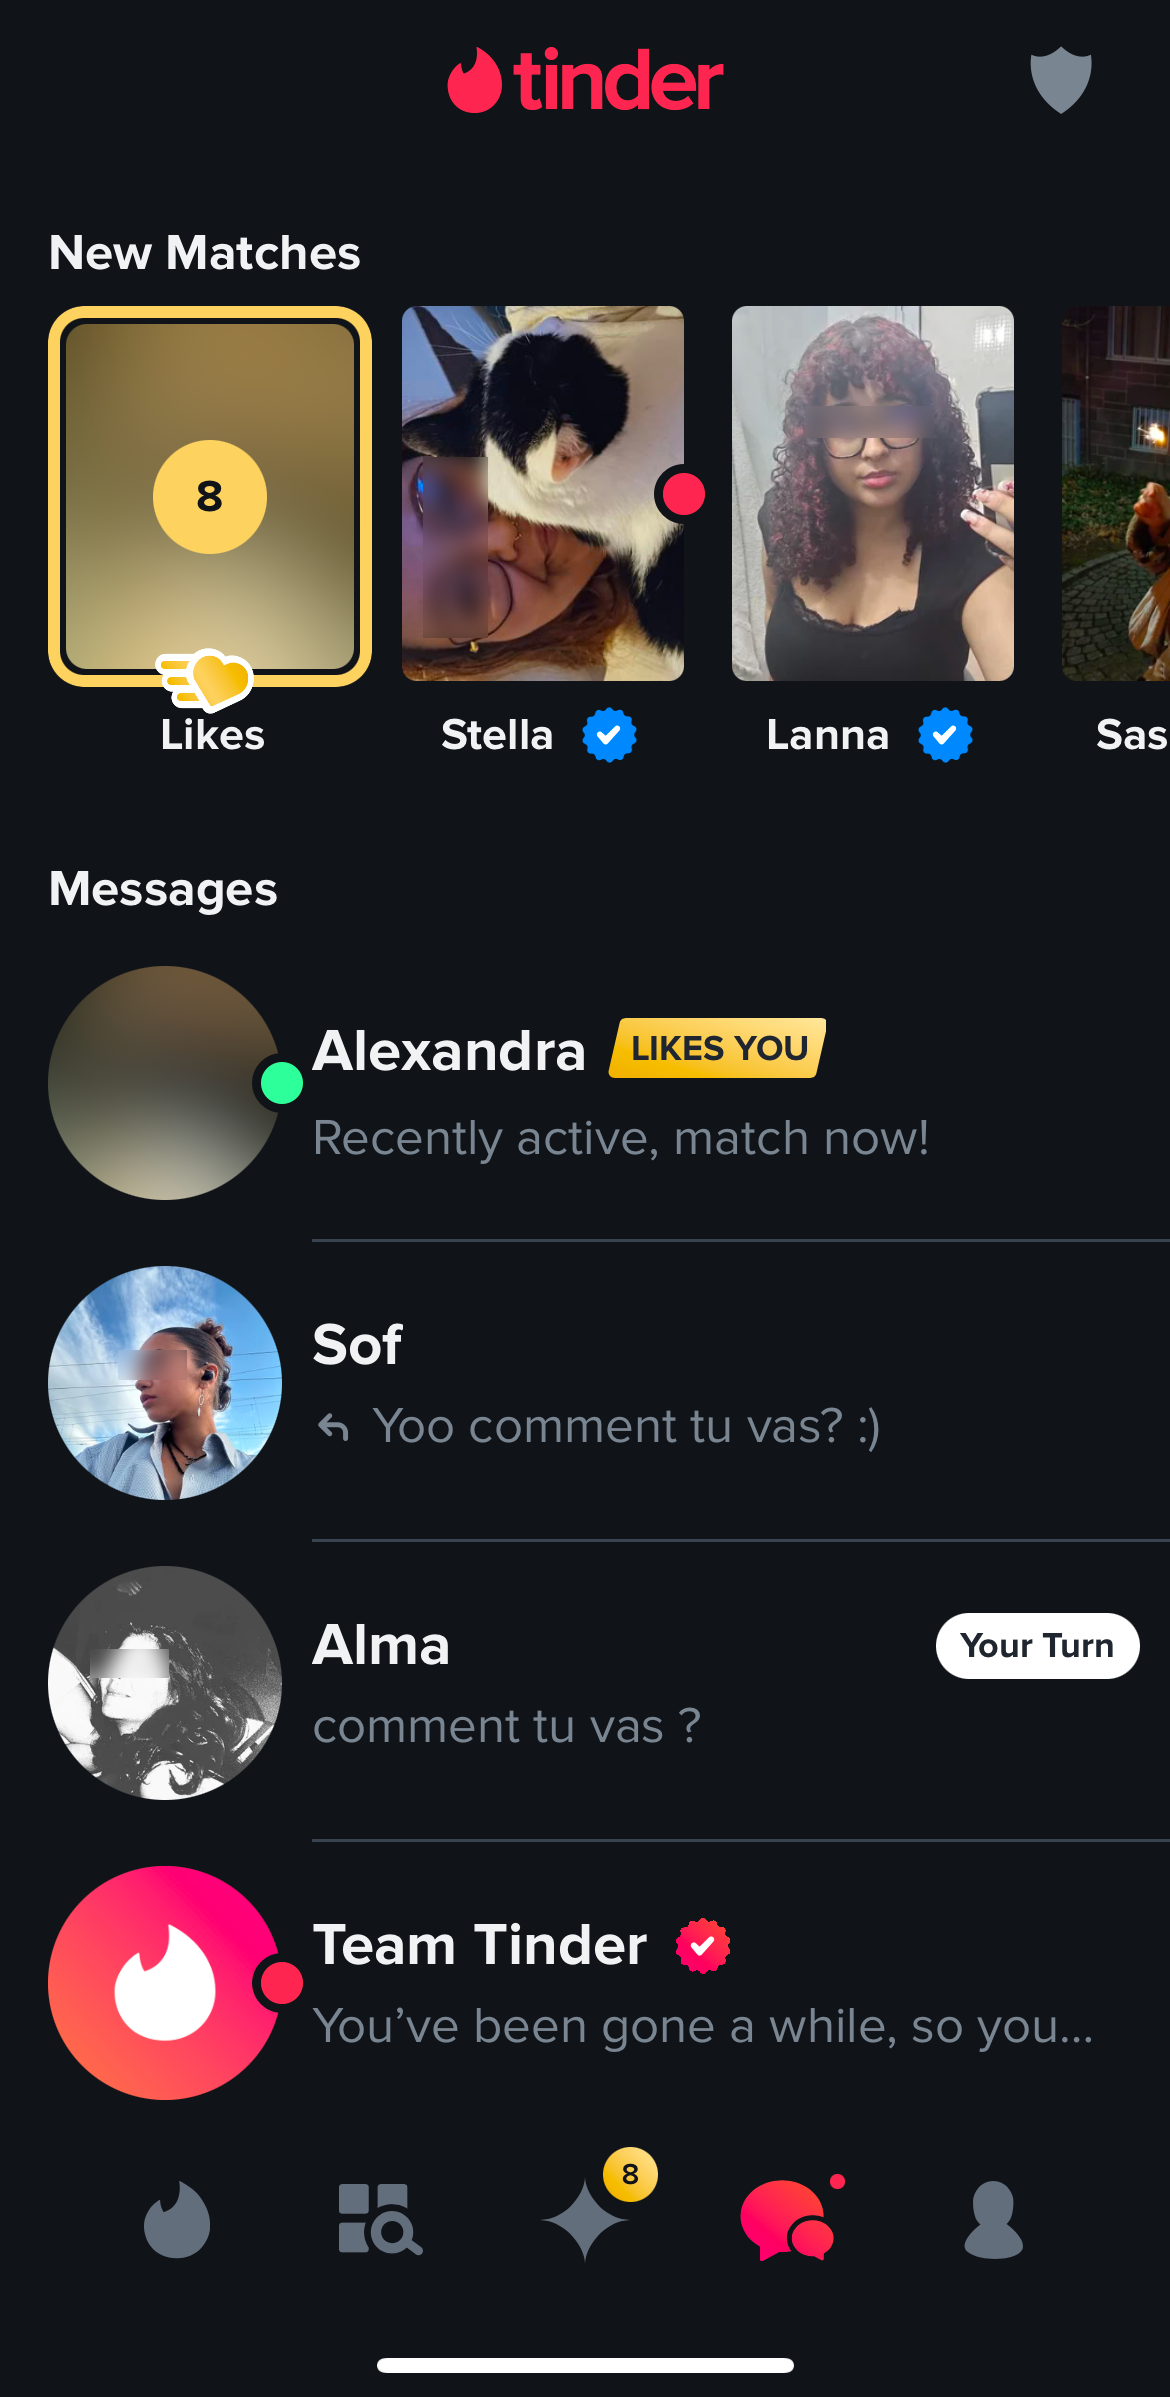 tinder
New Matches
8
Likes
Stella
Lanna
Sas
Messages
Alexandra LIKES YOU
Recently active, match now!
Sof
Yoo comment tu vas? :)
Alma
Your Turn
comment tu vas ?
Team Tinder
You’ve been gone a while, so you...
8